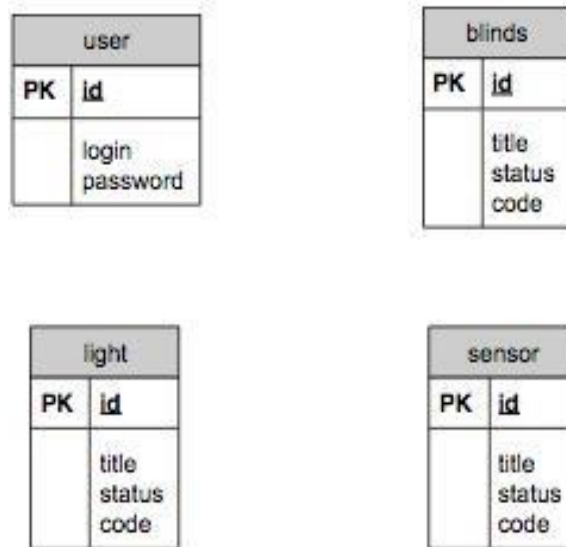 user
PK id
login
password
blinds
PK id
title
status
code
light
PK id
title
status
code
sensor
PK id
title
status
code